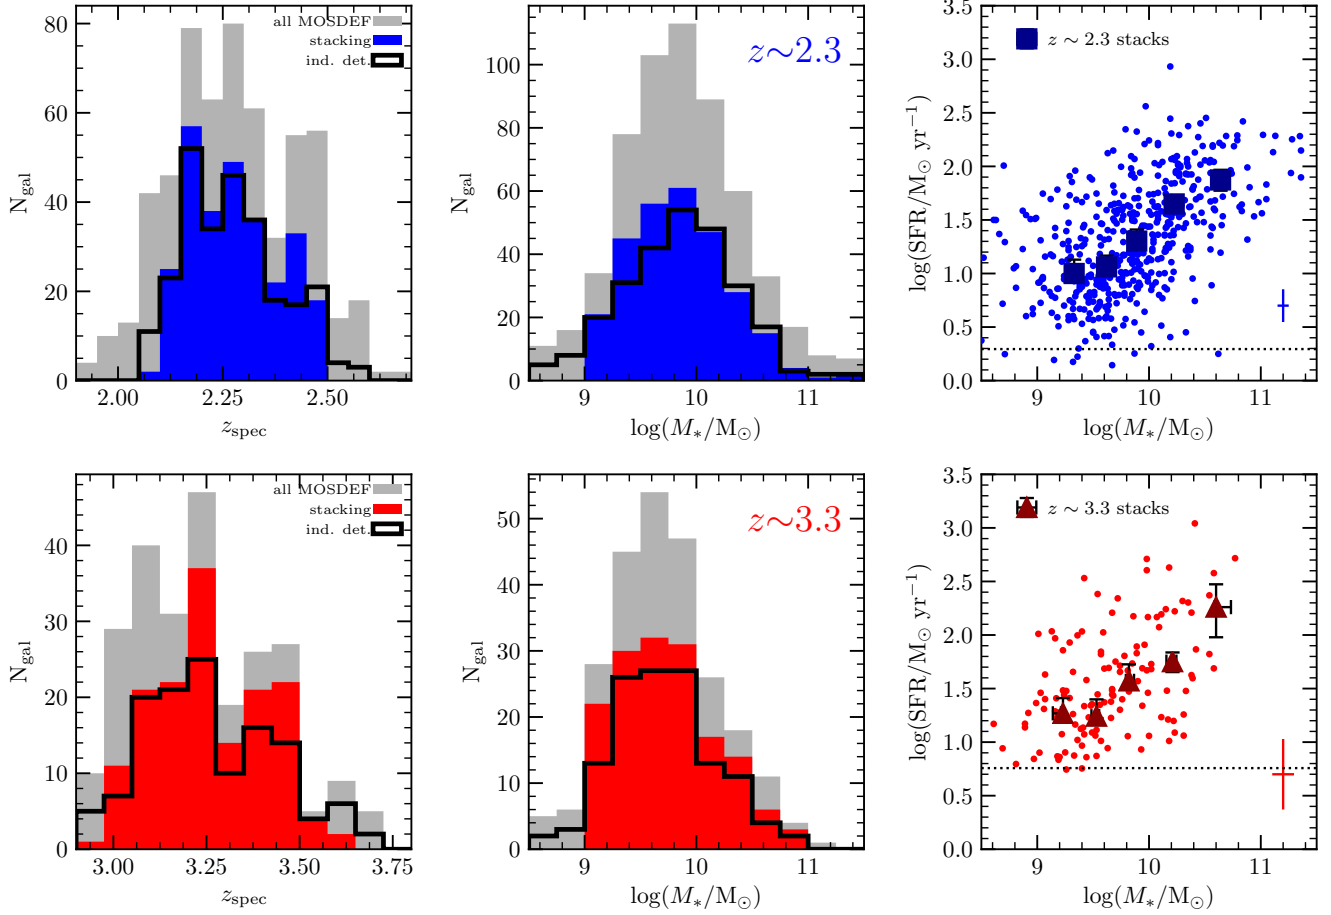 80
60
40
20
0
N_gal
all MOSDEF
stacking
ind. det.
2.00 2.25 2.50
z_spec
100
80
60
40
20
0
N_gal
z~2.3
9 10 11
log(M_*/M_⊙)
3.5
3.0
2.5
2.0
1.5
1.0
0.5
0.0
log(SFR/M_⊙ yr⁻¹)
z ~ 2.3 stacks
9 10 11
log(M_*/M_⊙)
40
30
20
10
0
N_gal
all MOSDEF
stacking
ind. det.
3.00 3.25 3.50 3.75
z_spec
50
40
30
20
10
0
N_gal
z~3.3
9 10 11
log(M_*/M_⊙)
3.5
3.0
2.5
2.0
1.5
1.0
0.5
0.0
log(SFR/M_⊙ yr⁻¹)
z ~ 3.3 stacks
9 10 11
log(M_*/M_⊙)